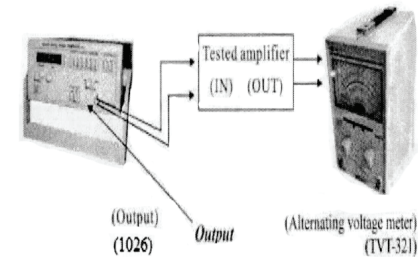 Tested amplifier
(IN) (OUT)
(Output)
(1026)
Output
(Alternating voltage meter)
(TVT-321)